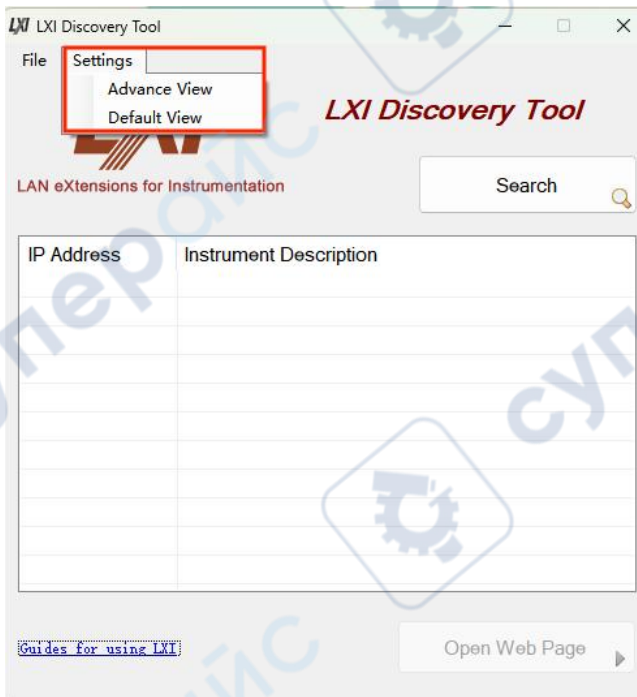 LXI LXI Discovery Tool
File Settings
Advance View
Default View
LXI Discovery Tool
LAN eXtensions for Instrumentation
Search
IP Address Instrument Description
Guides for using LXI
Open Web Page